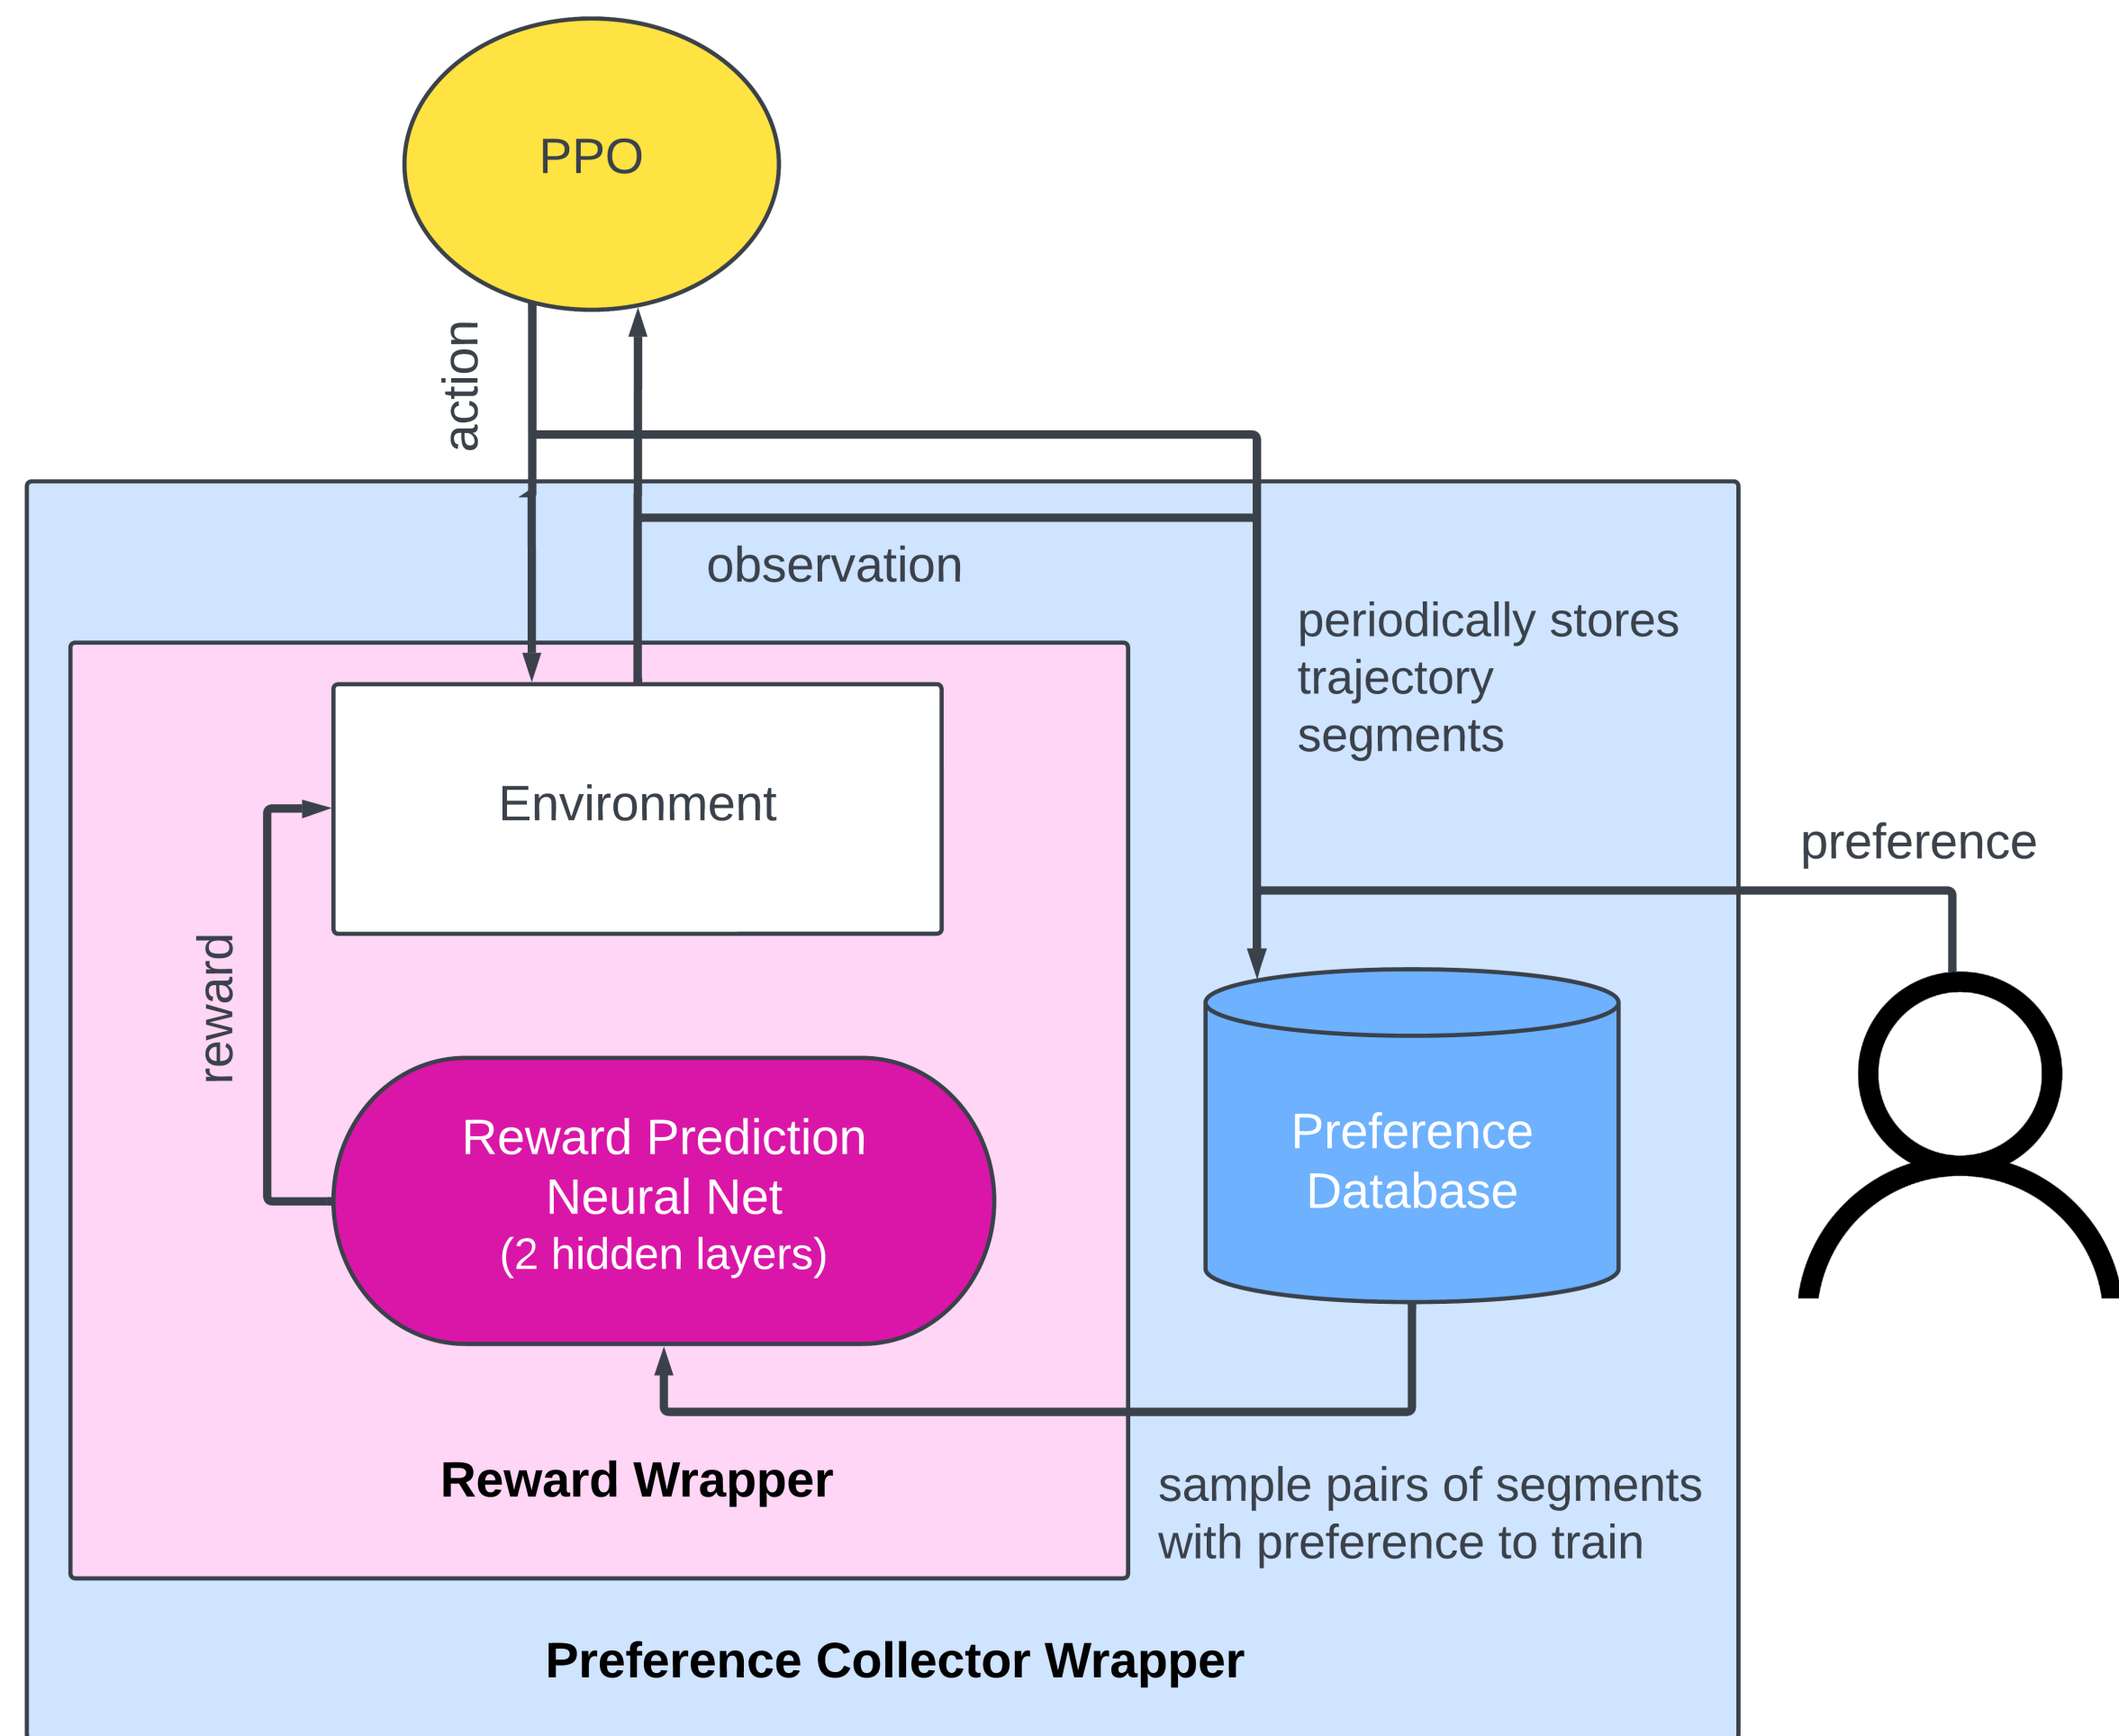 PPO
action
observation
periodically stores
trajectory
segments
Environment
preference
reward
Reward Prediction
Neural Net
(2 hidden layers)
Preference
Database
Reward Wrapper
sample pairs of segments
with preference to train
Preference Collector Wrapper